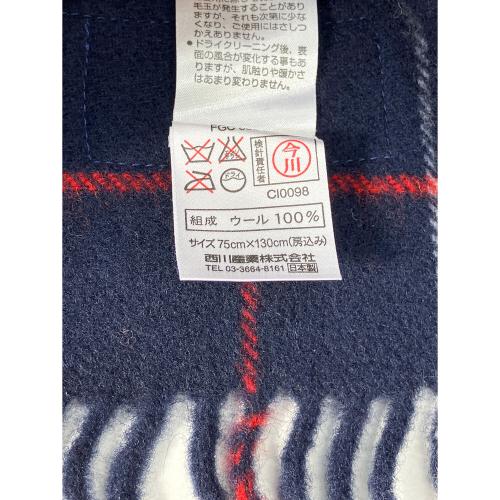 毛玉が発生することがあり
ますが、それも次第に少な
くなり、ご使用にはさしつ
かえありません。
●ドライクリーニング後、表
面の風合が変化する事もあ
りますが、肌触りや暖かさ
はあまり変わりません。
検針責任者
今川
ドライ
CI0098
組成 ウール 100%
サイズ 75cm×130cm(房込み)
西川産業株式会社
TEL 03-3664-8161 日本製